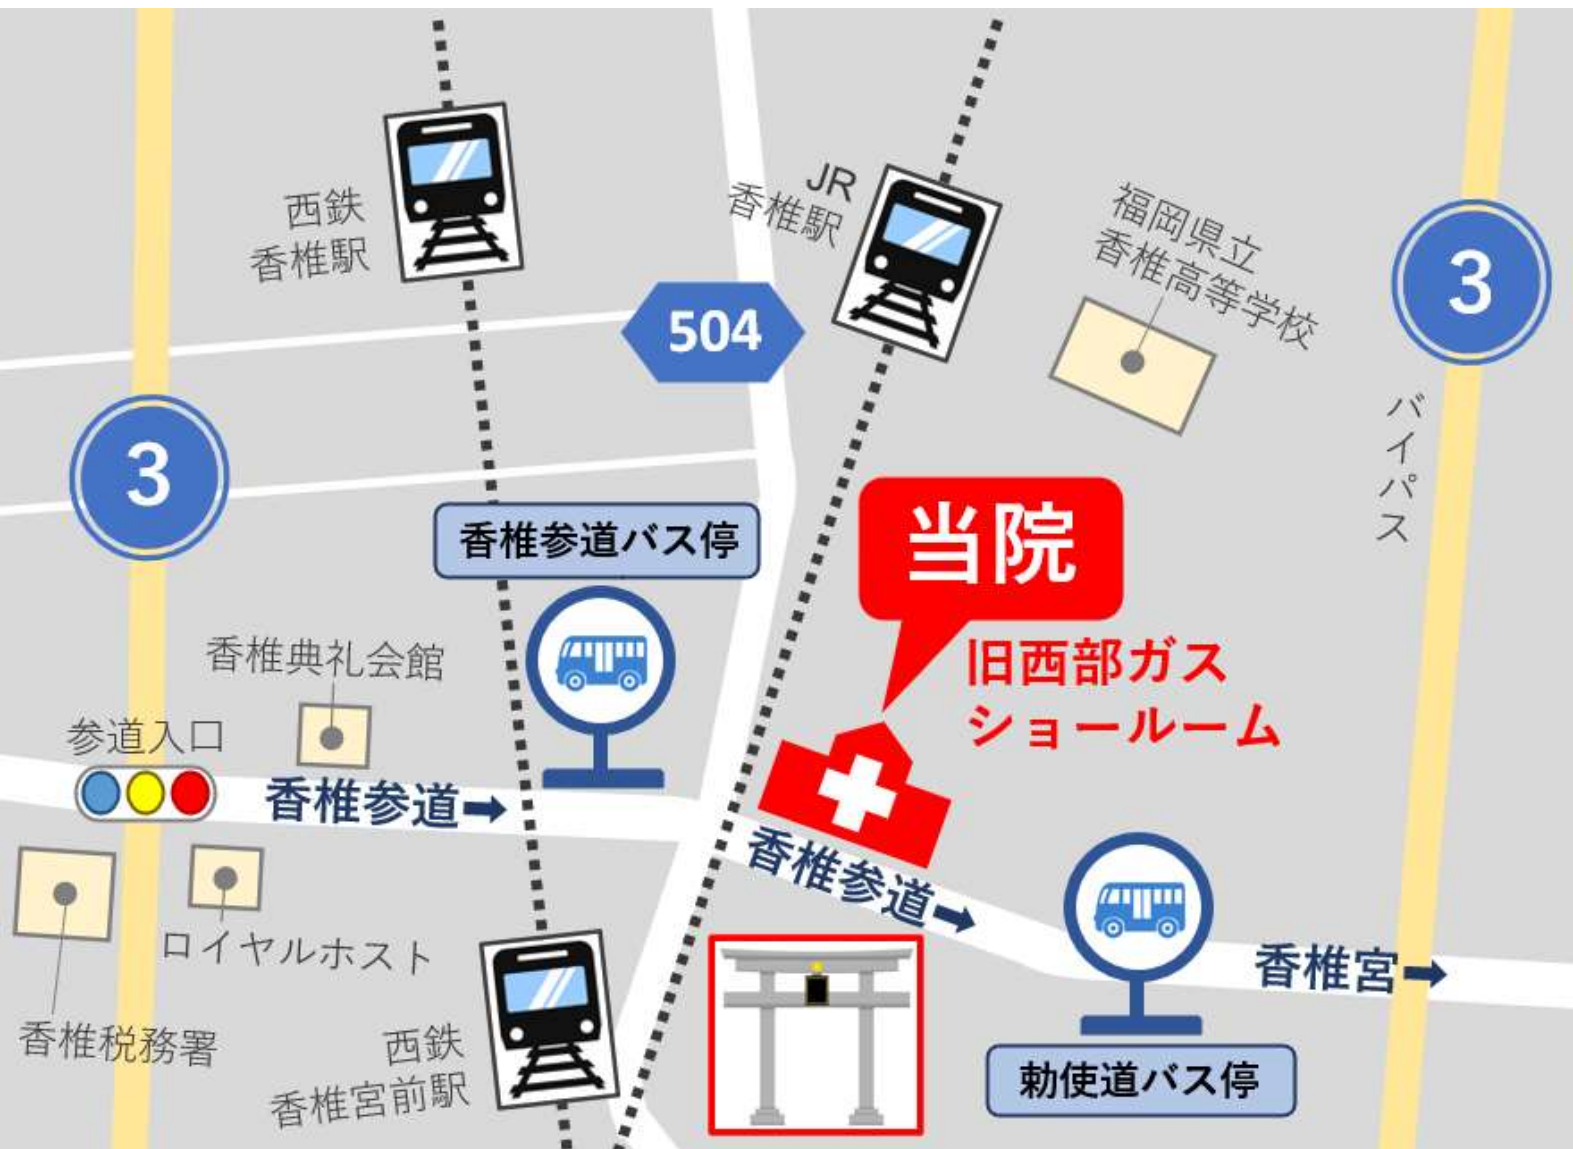 西鉄
香椎駅
JR
香椎駅
福岡県立
香椎高等学校
3
504
バイパス
3
香椎参道バス停
当院
旧西部ガス
ショールーム
香椎典礼会館
参道入口
香椎参道➡
香椎参道➡
ロイヤルホスト
香椎宮➡
香椎税務署
西鉄
香椎宮前駅
勅使道バス停